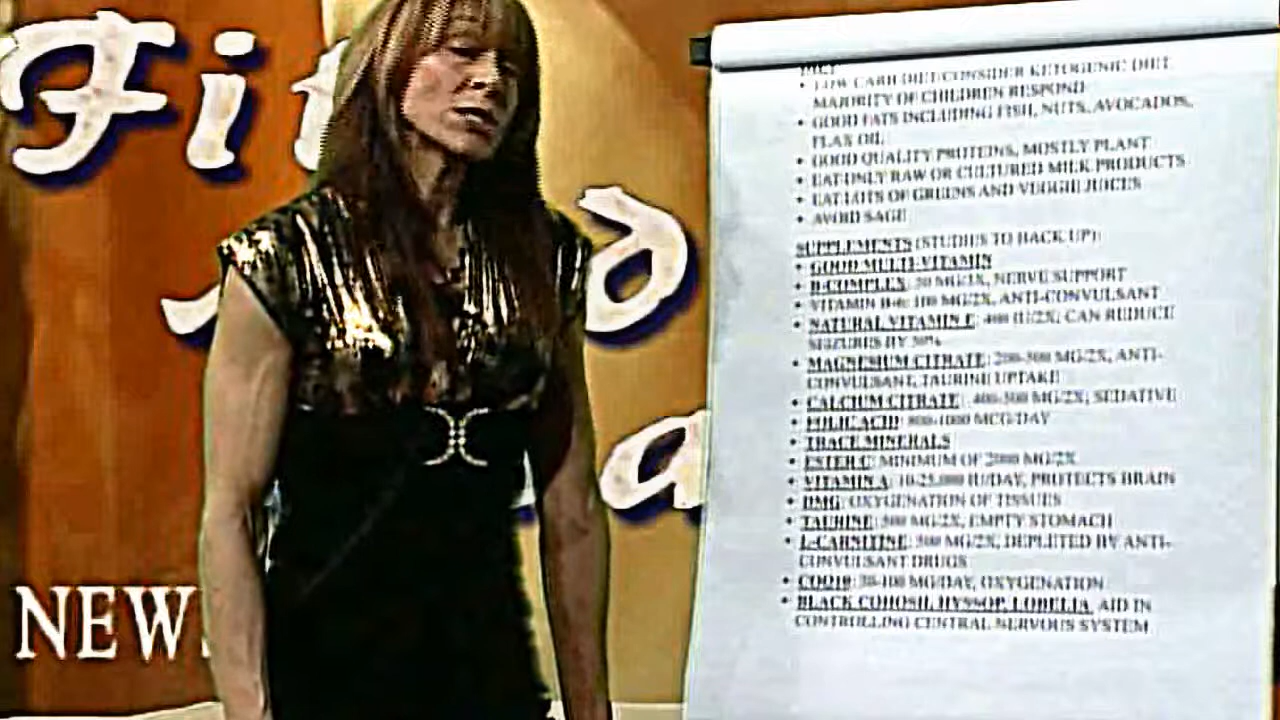 Fit
d
a
NEW
DIET:
• LOW CARB DIET/CONSIDER KETOGENIC DIET
MAJORITY OF CHILDREN RESPOND
• GOOD FATS INCLUDING FISH, NUTS, AVOCADOS,
FLAX OIL
• GOOD QUALITY PROTEINS, MOSTLY PLANT
• EAT ONLY RAW OR CULTURED MILK PRODUCTS
• EAT LOTS OF GREENS AND VEGGIE JUICES
• AVOID SAGE
SUPPLEMENTS (STUDIES TO BACK UP):
• GOOD MULTI-VITAMIN
• B-COMPLEX: 50 MG/2X, NERVE SUPPORT
• VITAMIN B-6: 100 MG/2X, ANTI-CONVULSANT
• NATURAL VITAMIN E: 400 IU/2X; CAN REDUCE
SEIZURES BY 50%
• MAGNESIUM CITRATE: 200-300 MG/2X, ANTI-
CONVULSANT, TAURINE UPTAKE
• CALCIUM CITRATE: 400-500 MG/2X; SEDATIVE
• FOLIC ACID: 800-1000 MCG/DAY
• TRACE MINERALS
• ESTER C: MINIMUM OF 2000 MG/2X
• VITAMIN A: 10-25,000 IU/DAY, PROTECTS BRAIN
• DMG: OXYGENATION OF TISSUES
• TAURINE: 500 MG/2X, EMPTY STOMACH
• L-CARNITINE: 500 MG/2X, DEPLETED BY ANTI-
CONVULSANT DRUGS
• COQ10: 30-100 MG/DAY, OXYGENATION
• BLACK COHOSH, HYSSOP, LOBELIA, AID IN
CONTROLLING CENTRAL NERVOUS SYSTEM